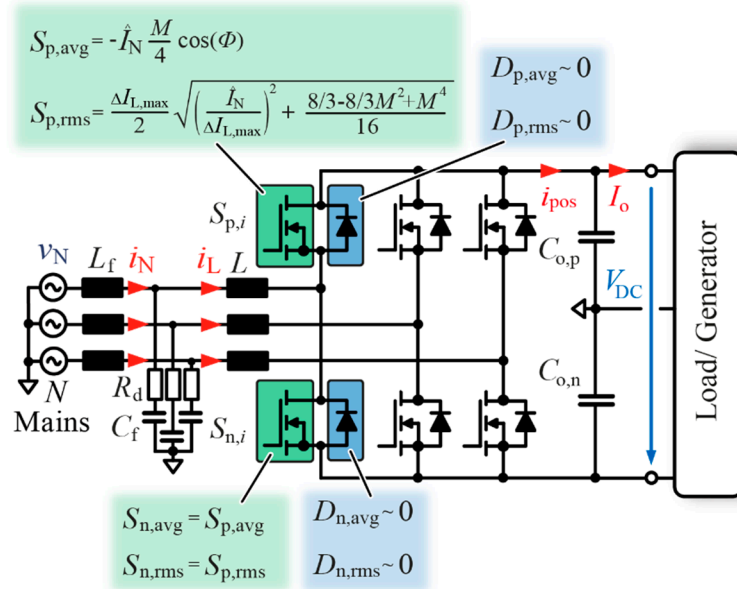 S_p,avg = -Î_N M/4 cos(Φ)
S_p,rms = ΔI_L,max/2 √((Î_N/ΔI_L,max)² + (8/3-8/3M²+M⁴)/16)
D_p,avg ~ 0
D_p,rms ~ 0
S_p,i
i_pos
I_o
v_N
L_f
i_N
i_L
L
C_o,p
V_DC
N
Mains
R_d
C_f
S_n,i
C_o,n
Load/ Generator
S_n,avg = S_p,avg
S_n,rms = S_p,rms
D_n,avg ~ 0
D_n,rms ~ 0